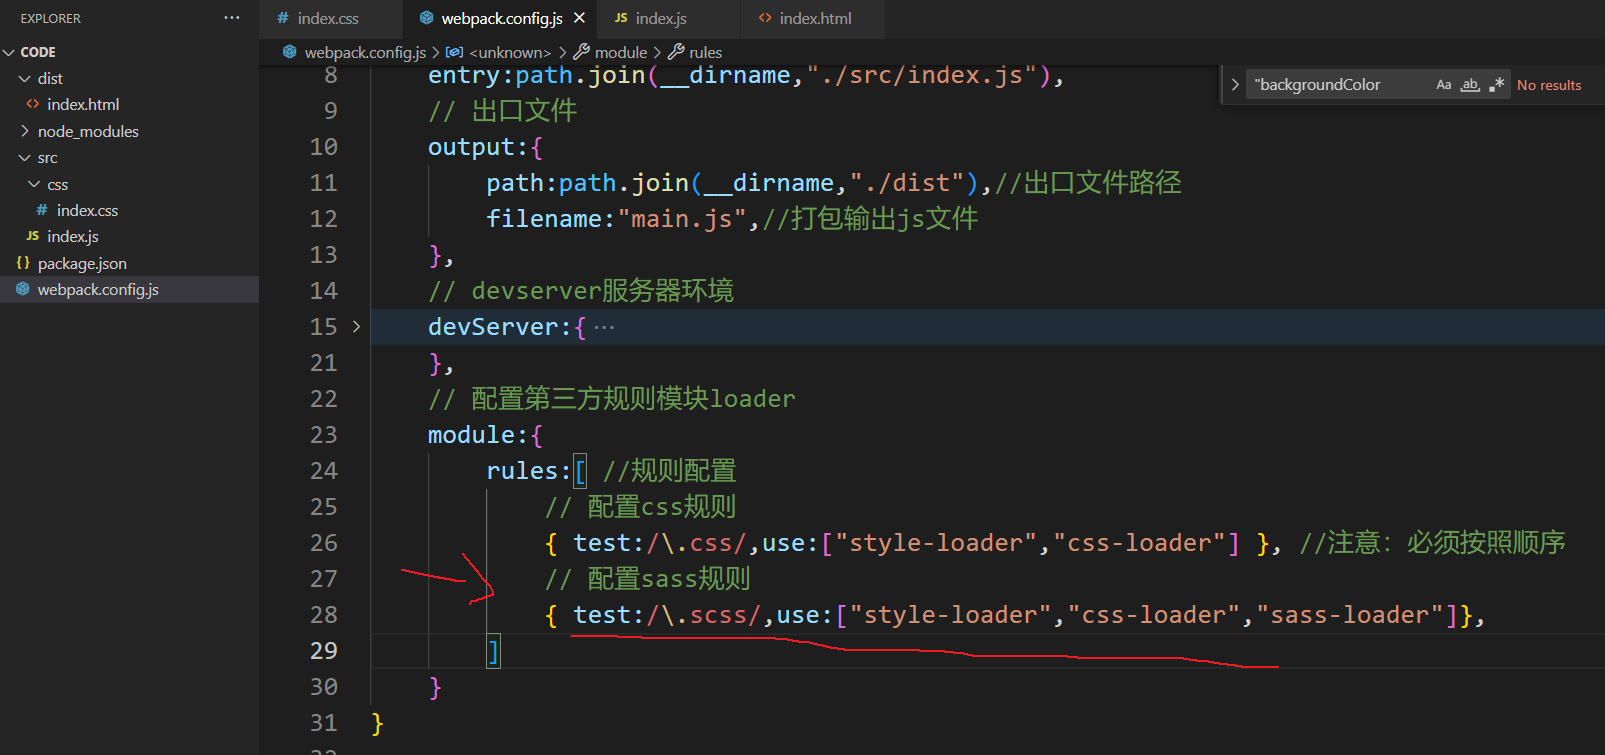 EXPLORER ···
CODE
dist
<> index.html
node_modules
src
css
# index.css
JS index.js
{} package.json
webpack.config.js
# index.css
webpack.config.js ×
JS index.js
<> index.html
webpack.config.js > <unknown> > module > rules
"backgroundColor Aa ab .* No results
8 entry:path.join(__dirname,"./src/index.js"),
9 // 出口文件
10 output:{
11 path:path.join(__dirname,"./dist"),//出口文件路径
12 filename:"main.js",//打包输出js文件
13 },
14 // devserver服务器环境
15 devServer:{ ···
21 },
22 // 配置第三方规则模块loader
23 module:{
24 rules:[ //规则配置
25 // 配置css规则
26 { test:/\.css/,use:["style-loader","css-loader"] }, //注意：必须按照顺序
27 // 配置sass规则
28 { test:/\.scss/,use:["style-loader","css-loader","sass-loader"]},
29 ]
30 }
31 }